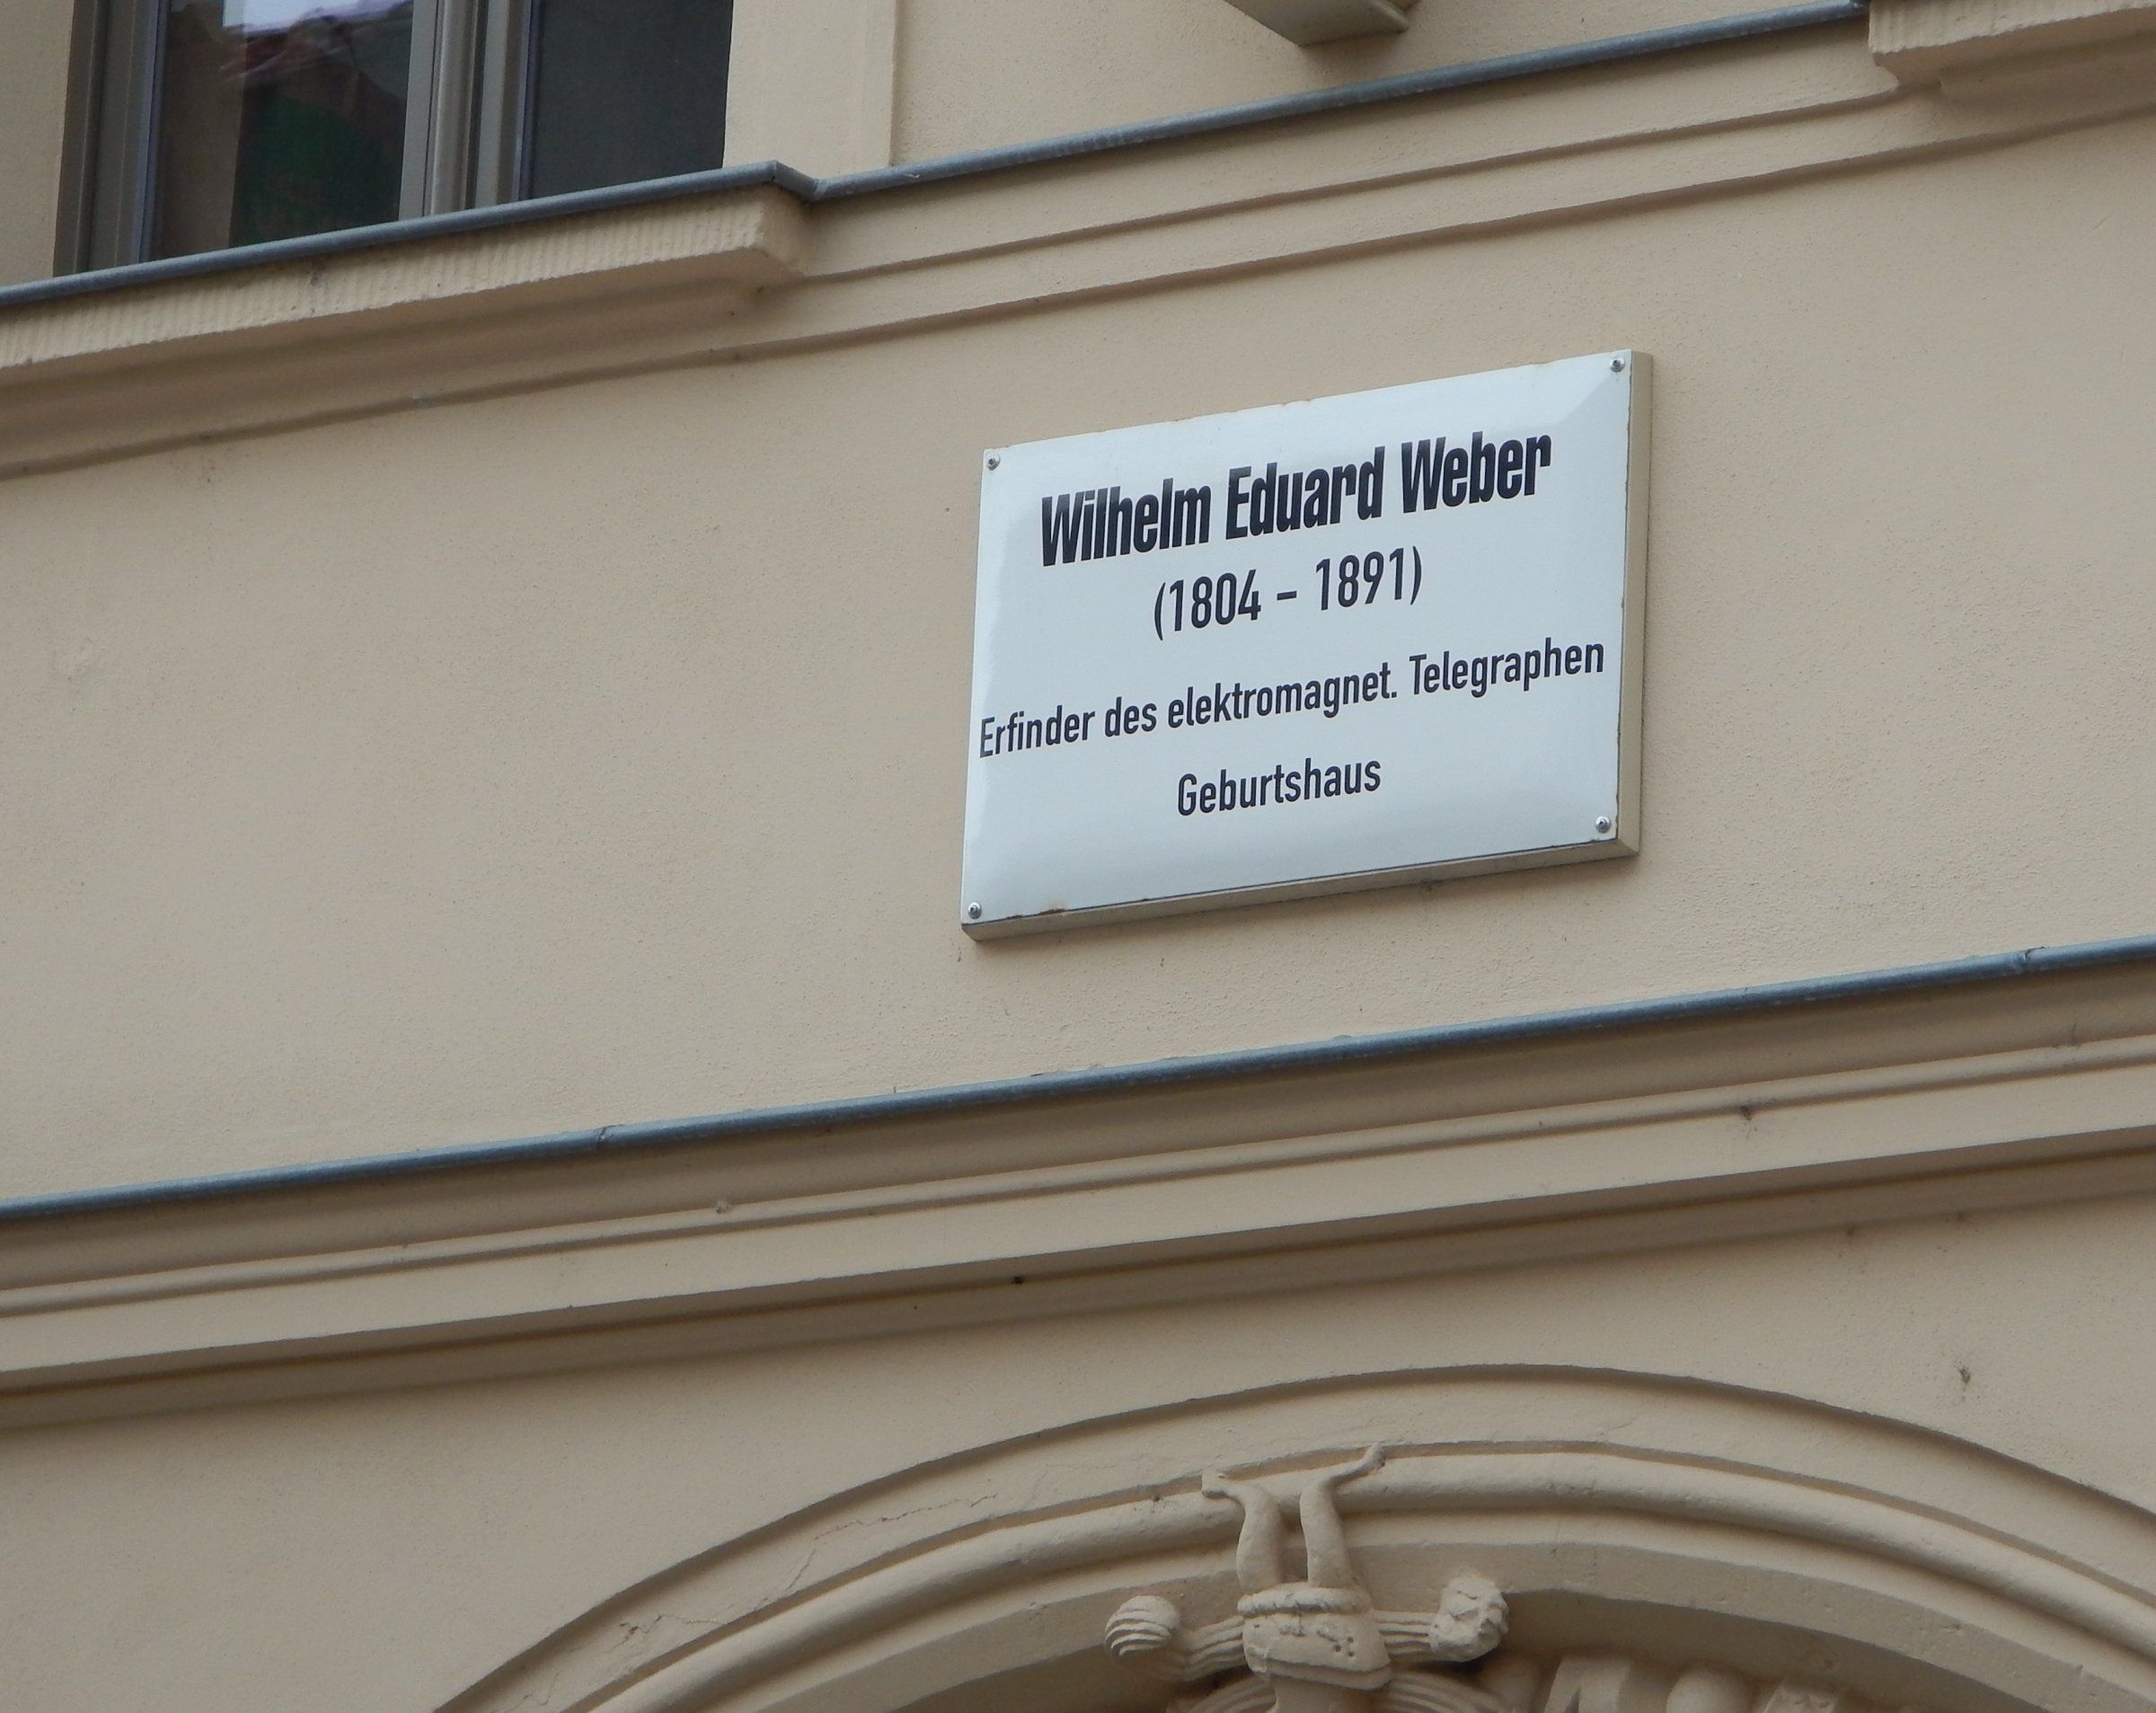 Wilhelm Eduard Weber
(1804 – 1891)
Erfinder des elektromagnet. Telegraphen
Geburtshaus